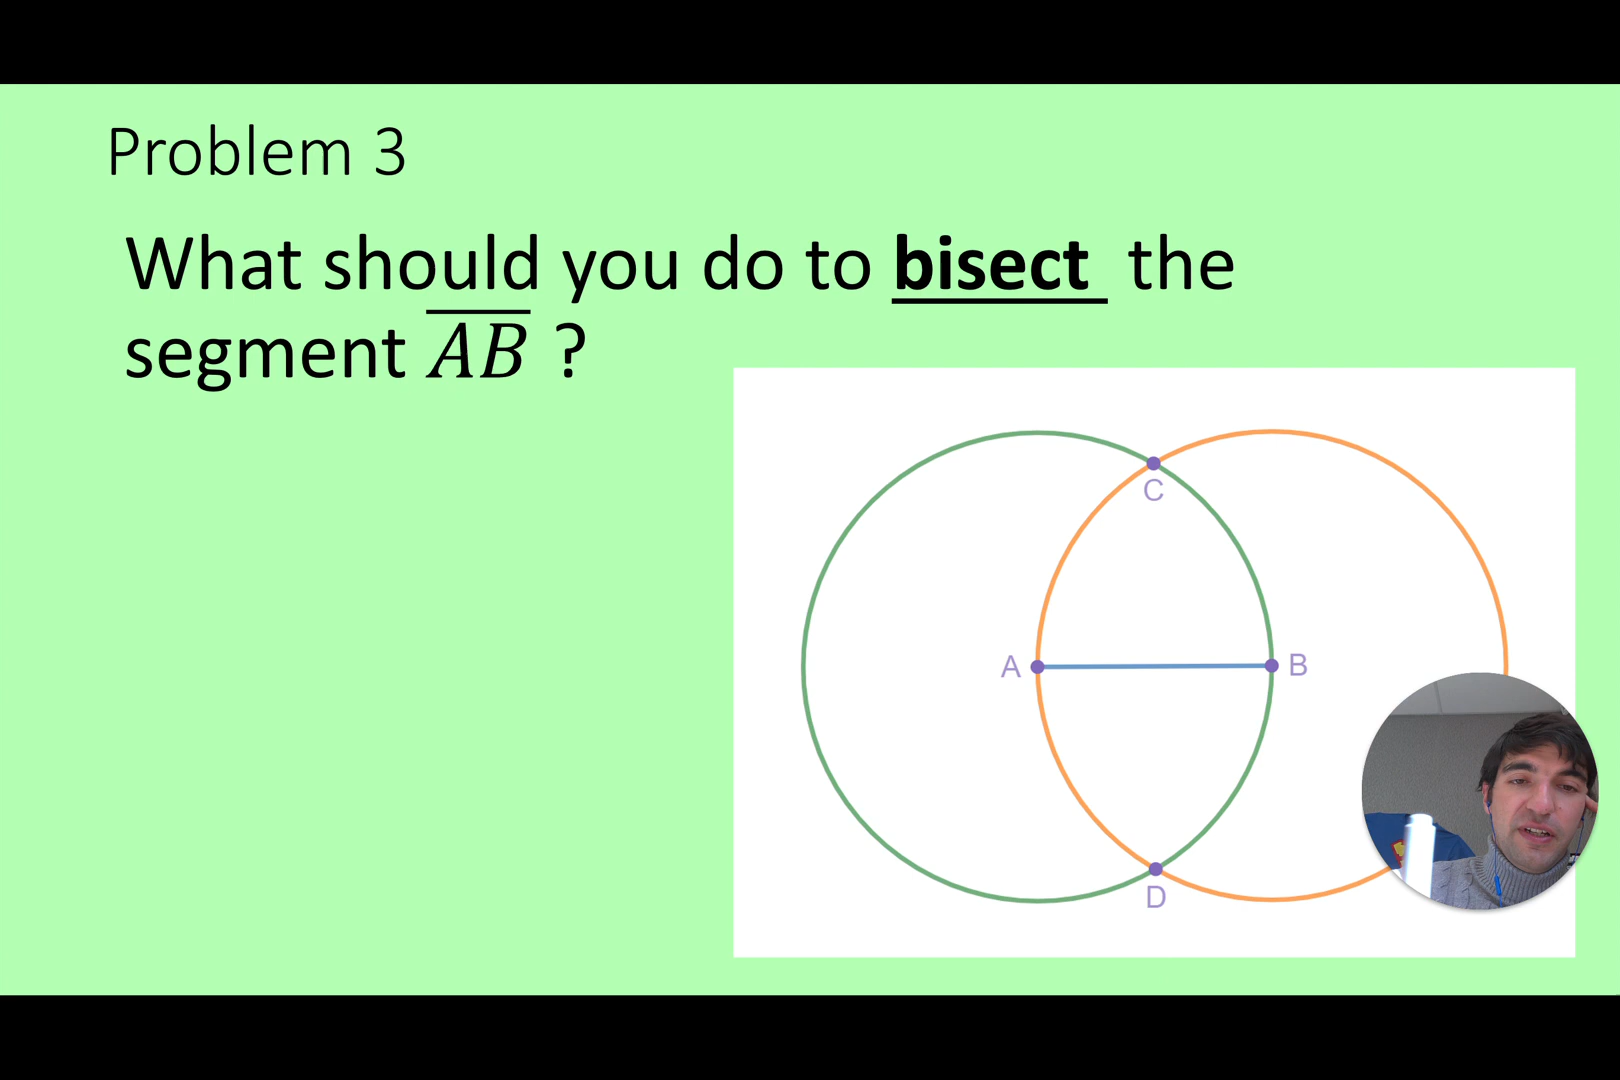 Problem 3
What should you do to bisect the
segment AB ?
C
A
B
D